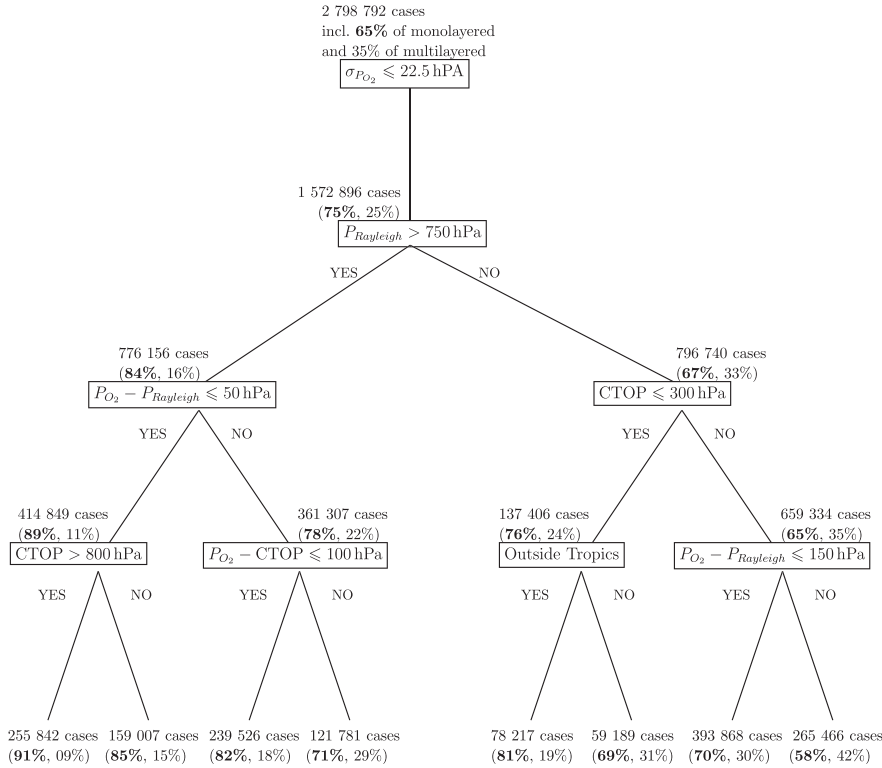 2 798 792 cases
incl. 65% of monolayered
and 35% of multilayered
σ_{P_{O_2}} ⩽ 22.5 hPA
1 572 896 cases
(75%, 25%)
P_{Rayleigh} > 750 hPa
YES NO
776 156 cases 796 740 cases
(84%, 16%) (67%, 33%)
P_{O_2} − P_{Rayleigh} ⩽ 50 hPa CTOP ⩽ 300 hPa
YES NO YES NO
414 849 cases 361 307 cases 137 406 cases 659 334 cases
(89%, 11%) (78%, 22%) (76%, 24%) (65%, 35%)
CTOP > 800 hPa P_{O_2} − CTOP ⩽ 100 hPa Outside Tropics P_{O_2} − P_{Rayleigh} ⩽ 150 hPa
YES NO YES NO YES NO YES NO
255 842 cases 159 007 cases 239 526 cases 121 781 cases 78 217 cases 59 189 cases 393 868 cases 265 466 cases
(91%, 09%) (85%, 15%) (82%, 18%) (71%, 29%) (81%, 19%) (69%, 31%) (70%, 30%) (58%, 42%)